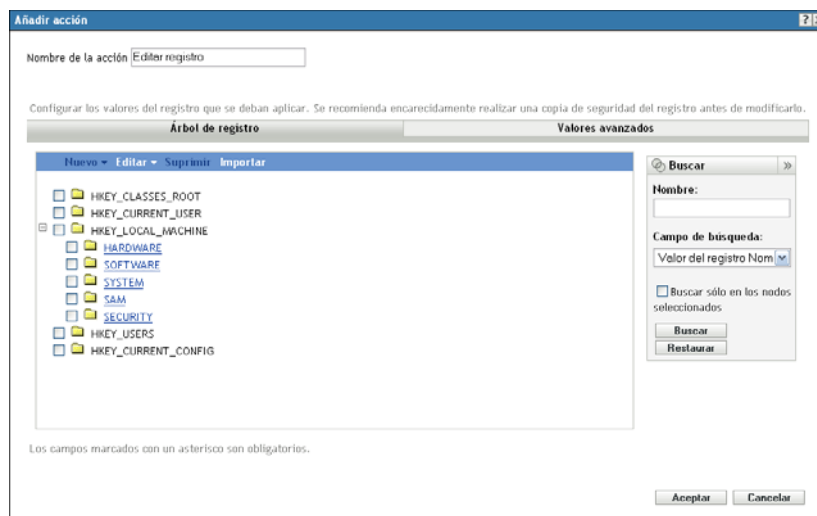 Añadir acción
Nombre de la acción Editar registro
Configurar los valores del registro que se deban aplicar. Se recomienda encarecidamente realizar una copia de seguridad del registro antes de modificarlo.
Árbol de registro Valores avanzados
Nuevo Editar Suprimir Importar
HKEY_CLASSES_ROOT
HKEY_CURRENT_USER
HKEY_LOCAL_MACHINE
HARDWARE
SOFTWARE
SYSTEM
SAM
SECURITY
HKEY_USERS
HKEY_CURRENT_CONFIG
Buscar
Nombre:
Campo de búsqueda:
Valor del registro Nom
Buscar sólo en los nodos
seleccionados
Buscar
Restaurar
Los campos marcados con un asterisco son obligatorios.
Aceptar Cancelar